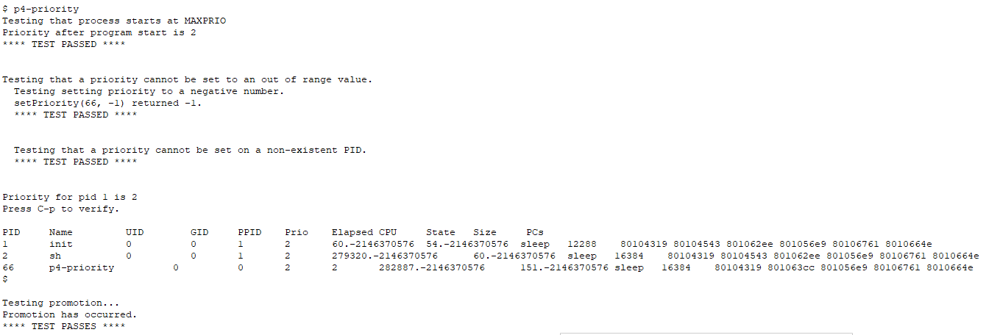 $ p4-priority
Testing that process starts at MAXPRIO
Priority after program start is 2
**** TEST PASSED ****
Testing that a priority cannot be set to an out of range value.
Testing setting priority to a negative number.
setPriority(66, -1) returned -1.
**** TEST PASSED ****
Testing that a priority cannot be set on a non-existent PID.
**** TEST PASSED ****
Priority for pid 1 is 2
Press C-p to verify.
PID Name UID GID PPID Prio Elapsed CPU State Size PCs
1 init 0 0 1 2 60.-2146370576 54.-2146370576 sleep 12288 80104319 80104543 801062ee 801056e9 80106761 8010664e
2 sh 0 0 1 2 279320.-2146370576 60.-2146370576 sleep 16384 80104319 80104543 801062ee 801056e9 80106761 8010664e
66 p4-priority 0 0 2 2 282887.-2146370576 151.-2146370576 sleep 16384 80104319 801063cc 801056e9 80106761 8010664e
$
Testing promotion...
Promotion has occurred.
**** TEST PASSES ****